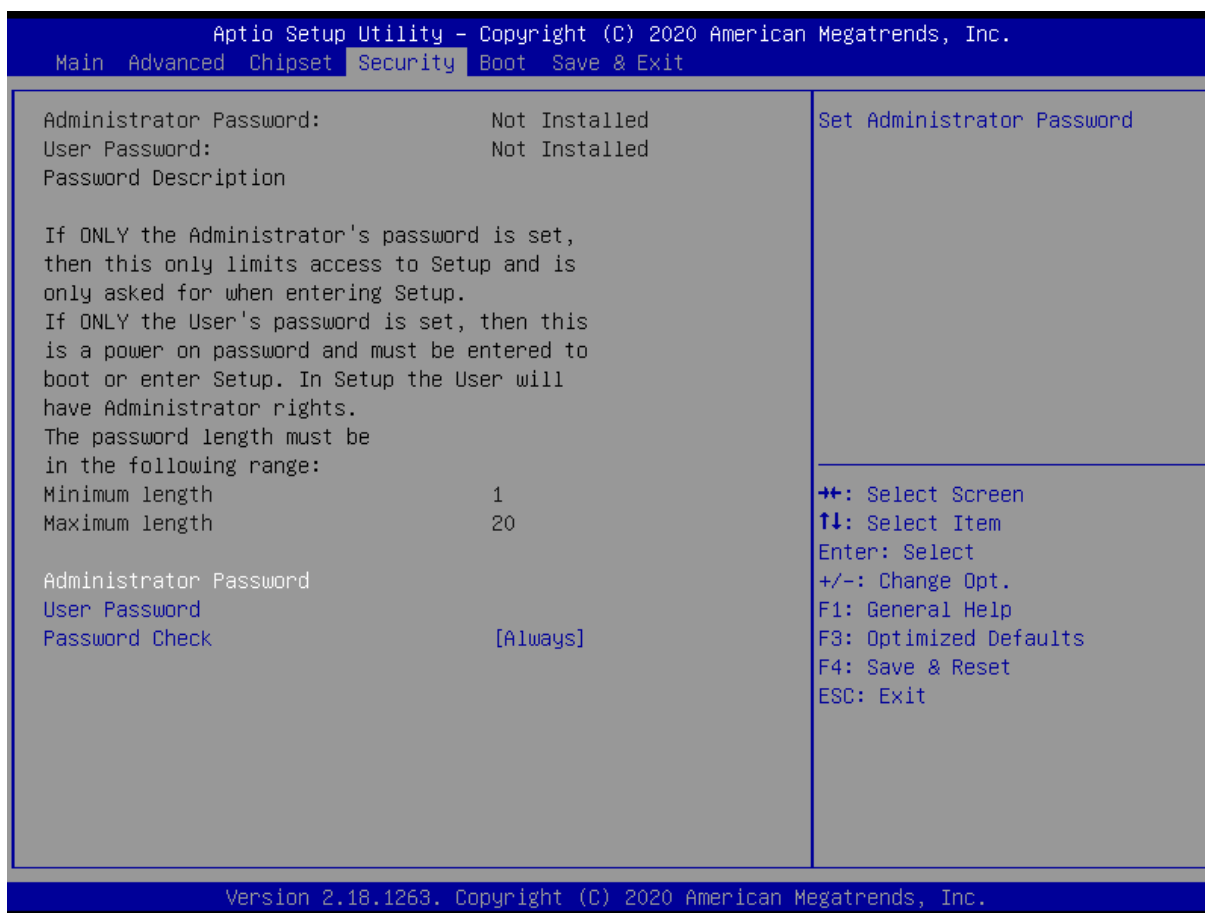 Aptio Setup Utility – Copyright (C) 2020 American Megatrends, Inc.
Main Advanced Chipset Security Boot Save & Exit
Administrator Password: Not Installed
User Password: Not Installed
Password Description
If ONLY the Administrator's password is set,
then this only limits access to Setup and is
only asked for when entering Setup.
If ONLY the User's password is set, then this
is a power on password and must be entered to
boot or enter Setup. In Setup the User will
have Administrator rights.
The password length must be
in the following range:
Minimum length 1
Maximum length 20
Administrator Password
User Password
Password Check [Always]
Set Administrator Password
→←: Select Screen
↑↓: Select Item
Enter: Select
+/-: Change Opt.
F1: General Help
F3: Optimized Defaults
F4: Save & Reset
ESC: Exit
Version 2.18.1263. Copyright (C) 2020 American Megatrends, Inc.